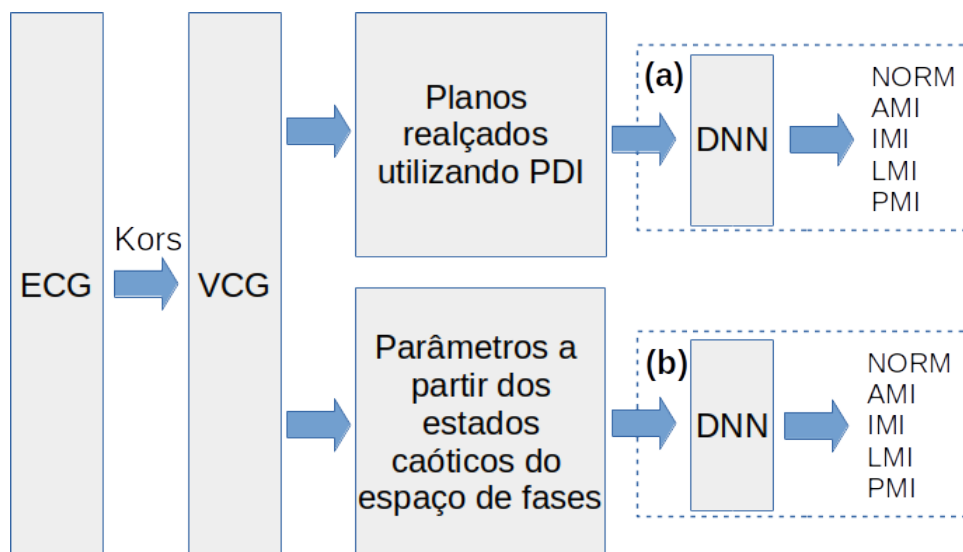 ECG
Kors
VCG
Planos
realçados
utilizando PDI
(a)
DNN
NORM
AMI
IMI
LMI
PMI
Parâmetros a
partir dos
estados
caóticos do
espaço de fases
(b)
DNN
NORM
AMI
IMI
LMI
PMI